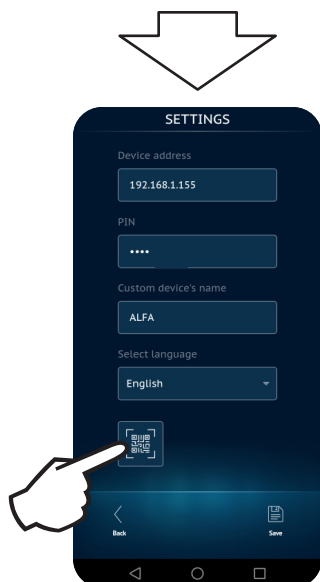 SETTINGS
Device address
192.168.1.155
PIN
••••
Custom device's name
ALFA
Select language
English
Back
Save